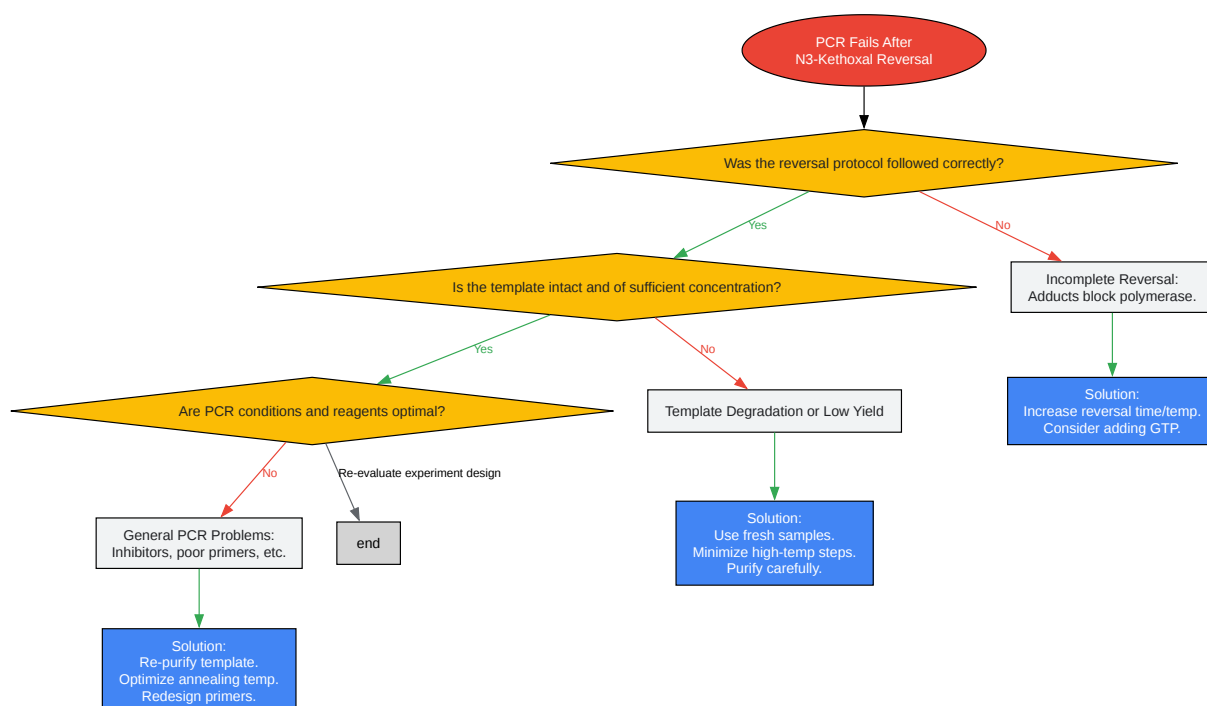 PCR Fails After
N3-Kethoxal Reversal
Was the reversal protocol followed correctly?
Yes
No
Is the template intact and of sufficient concentration?
Incomplete Reversal:
Adducts block polymerase.
Yes
No
Solution:
Increase reversal time/temp.
Consider adding GTP.
Are PCR conditions and reagents optimal?
Template Degradation or Low Yield
No
Re-evaluate experiment design
Solution:
Use fresh samples.
Minimize high-temp steps.
Purify carefully.
General PCR Problems:
Inhibitors, poor primers, etc.
end
Solution:
Re-purify template.
Optimize annealing temp.
Redesign primers.